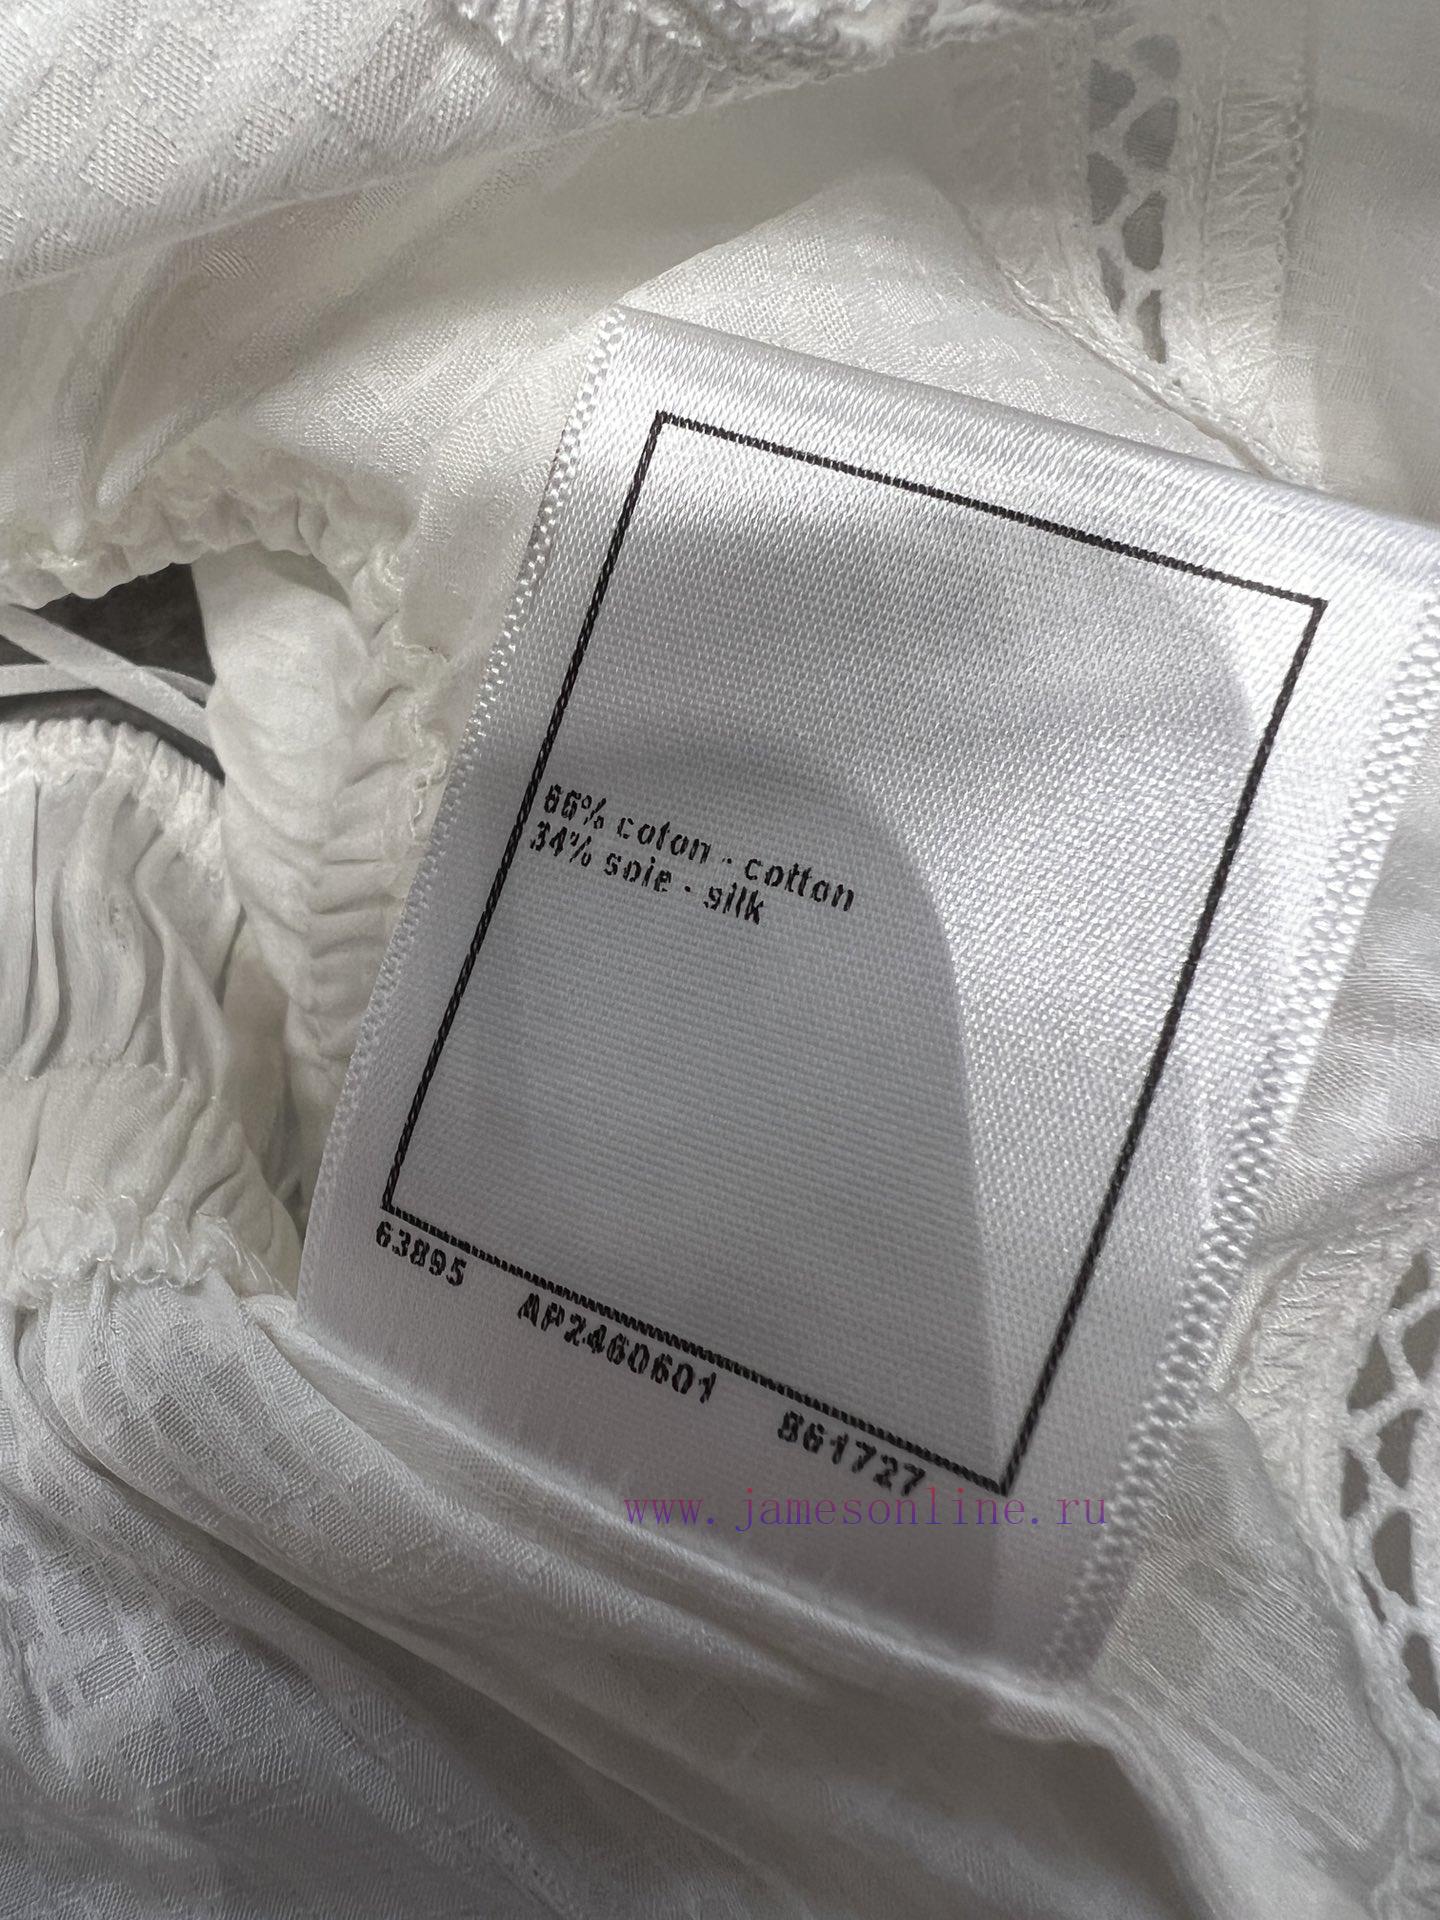 66% coton - cotton
34% soie - silk
63895 AP2460601 861727
www.jamesonline.ru